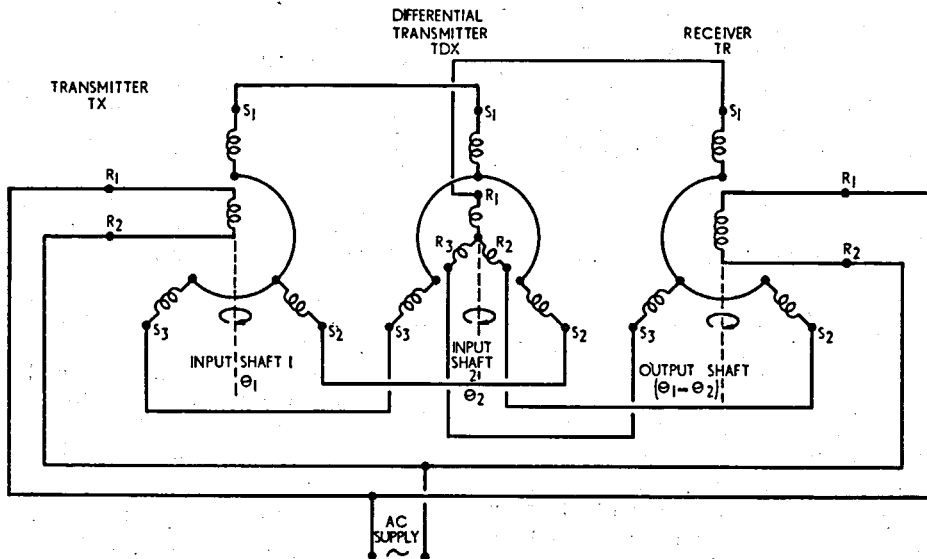 DIFFERENTIAL
TRANSMITTER
TDX
RECEIVER
TR
TRANSMITTER
TX
S1
S1
S1
R1
R2
R1
R3
R2
R1
R2
S3
S2
S3
S2
S3
S2
INPUT SHAFT 1
θ1
INPUT
SHAFT
2
θ2
OUTPUT SHAFT
(θ1-θ2)
AC
SUPPLY
~